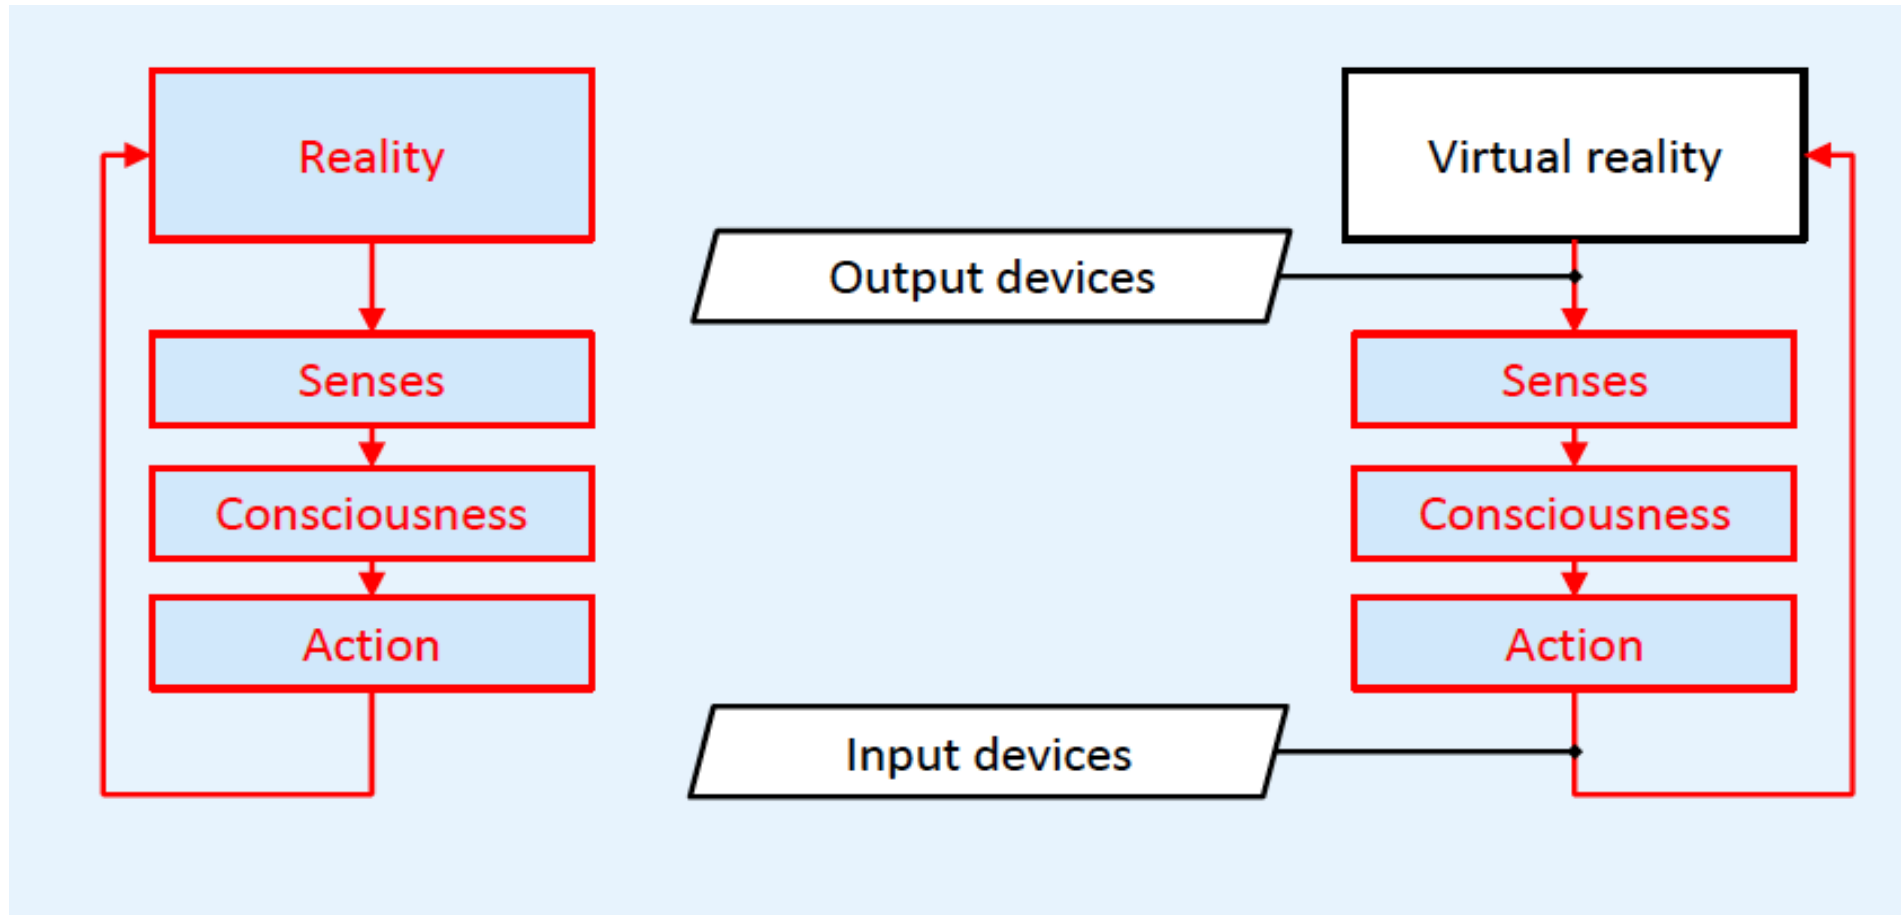 Reality
Senses
Consciousness
Action
Output devices
Input devices
Virtual reality
Senses
Consciousness
Action